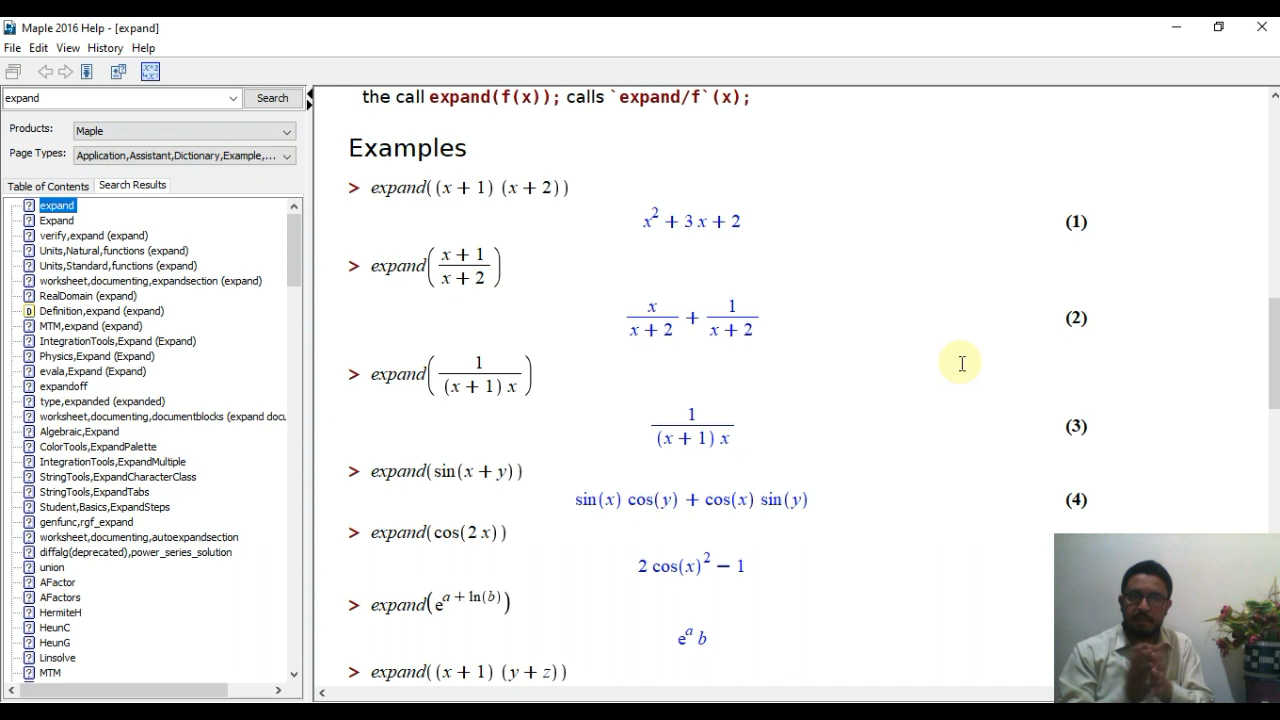 Maple 2016 Help - [expand]
File Edit View History Help
expand Search
Products: Maple
Page Types: Application,Assistant,Dictionary,Example,...
Table of Contents Search Results
expand
Expand
verify,expand (expand)
Units,Natural,functions (expand)
Units,Standard,functions (expand)
worksheet,documenting,expandsection (expand)
RealDomain (expand)
D Definition,expand (expand)
MTM,expand (expand)
IntegrationTools,Expand (Expand)
Physics,Expand (Expand)
evala,Expand (Expand)
expandoff
type,expanded (expanded)
worksheet,documenting,documentblocks (expand docu
Algebraic,Expand
ColorTools,ExpandPalette
IntegrationTools,ExpandMultiple
StringTools,ExpandCharacterClass
StringTools,ExpandTabs
Student,Basics,ExpandSteps
genfunc,rgf_expand
worksheet,documenting,autoexpandsection
diffalg(deprecated),power_series_solution
union
AFactor
AFactors
HermiteH
HeunC
HeunG
Linsolve
MTM
the call expand(f(x)); calls `expand/f`(x);
Examples
> expand((x + 1) (x + 2))
x² + 3 x + 2 (1)
> expand((x + 1)/(x + 2))
x/(x + 2) + 1/(x + 2) (2)
> expand(1/((x + 1) x))
1/((x + 1) x) (3)
> expand(sin(x + y))
sin(x) cos(y) + cos(x) sin(y) (4)
> expand(cos(2 x))
2 cos(x)² − 1
> expand(e^(a + ln(b)))
e^a b
> expand((x + 1) (y + z))